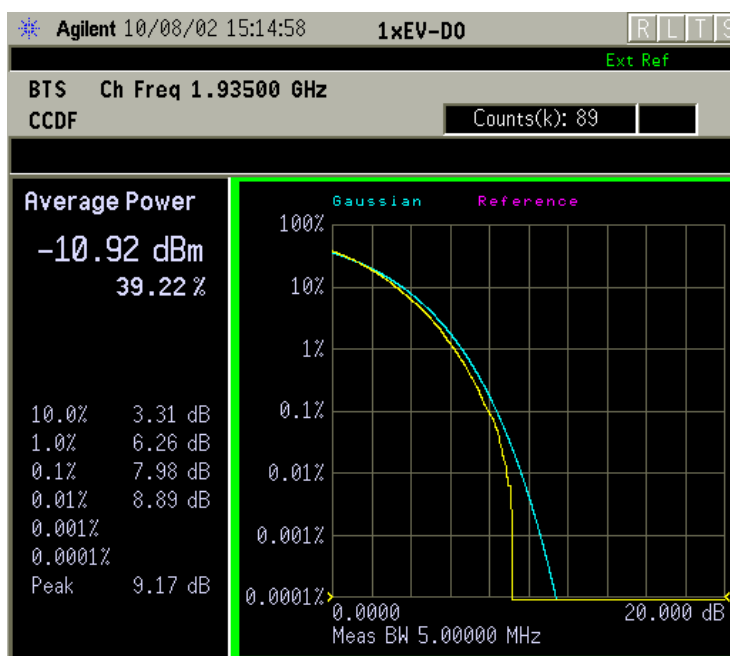 Agilent 10/08/02 15:14:58 1xEV-DO R L T S
Ext Ref
BTS Ch Freq 1.93500 GHz
CCDF Counts(k): 89
Average Power
-10.92 dBm
39.22 %
10.0% 3.31 dB
1.0% 6.26 dB
0.1% 7.98 dB
0.01% 8.89 dB
0.001%
0.0001%
Peak 9.17 dB
Gaussian Reference
100%
10%
1%
0.1%
0.01%
0.001%
0.0001%
0.0000 20.000 dB
Meas BW 5.00000 MHz